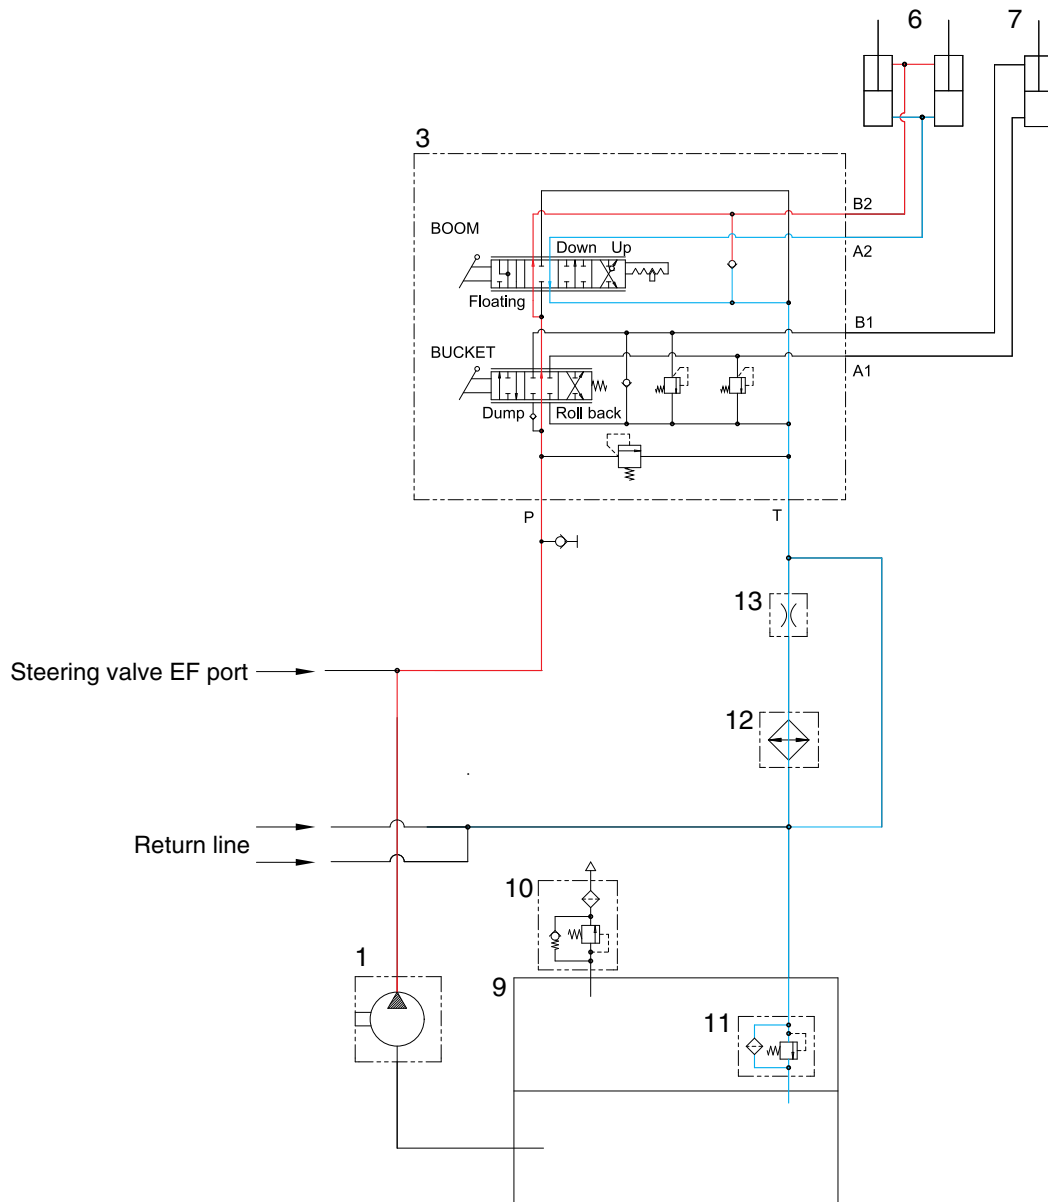 6 7
3
B2
BOOM
Down Up
A2
Floating
B1
BUCKET
A1
Dump Roll back
P T
13
Steering valve EF port
12
Return line
10
1
9
11